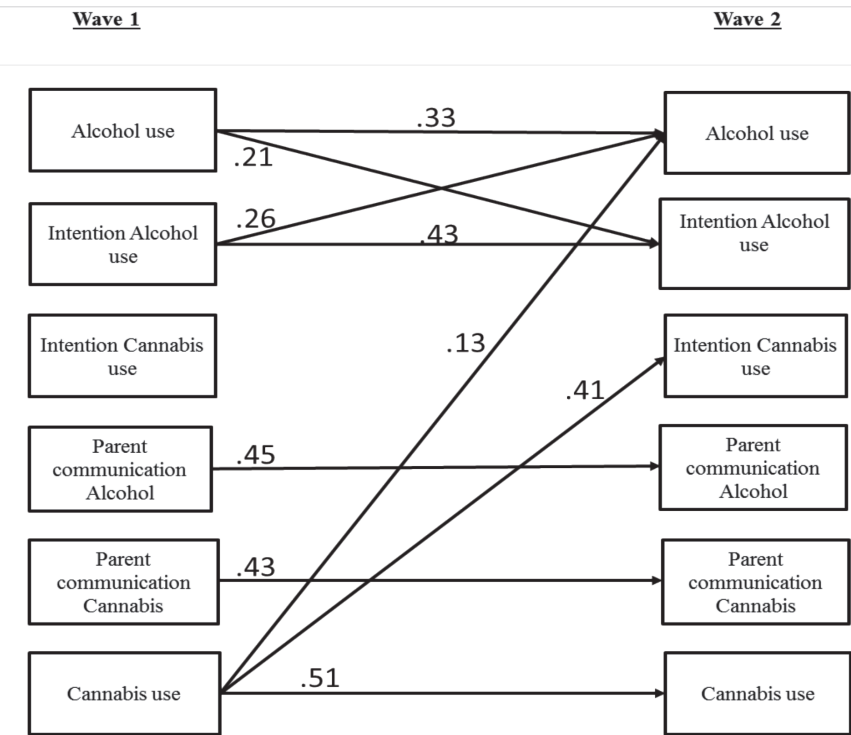 Wave 1
Wave 2
Alcohol use
.33
Alcohol use
.21
Intention Alcohol
use
.26
.43
Intention Alcohol
use
Intention Cannabis
use
.13
Intention Cannabis
use
.41
Parent
communication
Alcohol
.45
Parent
communication
Alcohol
Parent
communication
Cannabis
.43
Parent
communication
Cannabis
Cannabis use
.51
Cannabis use